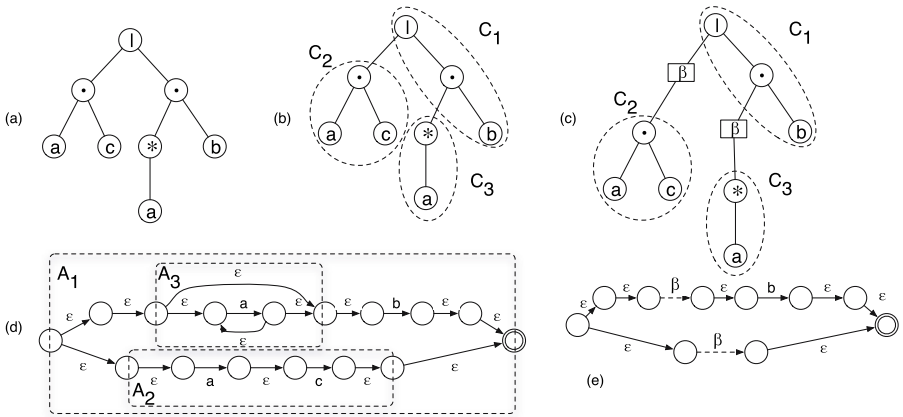 (a)
|
• •
a c * b
a
(b)
|
C1
C2
• •
a c * b
C3
a
(c)
|
C1
β
•
C2
• β b
a c *
C3
a
(d)
A1
A3
ε
ε ε ε a ε ε b ε ε
ε
ε ε a ε c ε ε
A2
ε ε β ε b ε ε
ε β ε
(e)